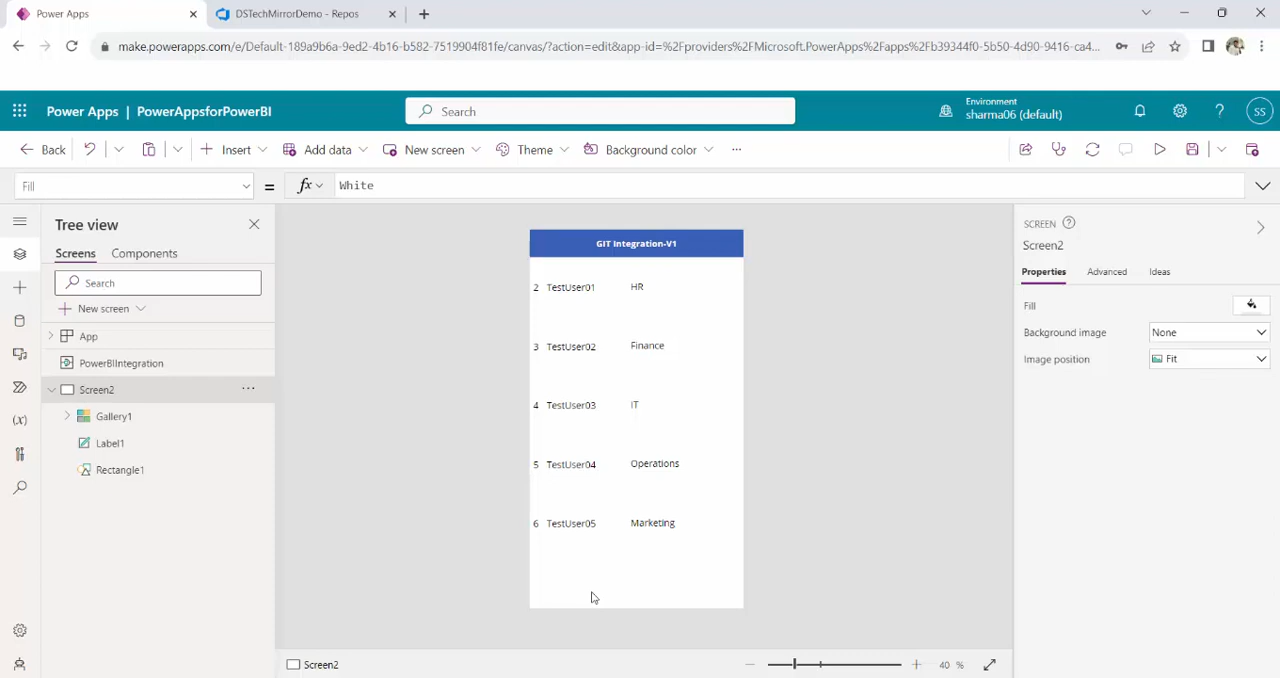 Power Apps
DSTechMirrorDemo - Repos
make.powerapps.com/e/Default-189a9b6a-9ed2-4b16-b582-7519904f81fe/canvas/?action=edit&app-id=%2Fproviders%2FMicrosoft.PowerApps%2Fapps%2Fb39344f0-5b50-4d90-9416-ca4...
Power Apps | PowerAppsforPowerBI
Search
Environment
sharma06 (default)
SS
Back
Insert
Add data
New screen
Theme
Background color
...
Fill
=
fx
White
Tree view
Screens
Components
Search
New screen
App
PowerBIIntegration
Screen2
...
Gallery1
Label1
Rectangle1
(x)
GIT Integration-V1
2 TestUser01 HR
3 TestUser02 Finance
4 TestUser03 IT
5 TestUser04 Operations
6 TestUser05 Marketing
SCREEN
Screen2
Properties
Advanced
Ideas
Fill
Background image
None
Image position
Fit
Screen2
40 %